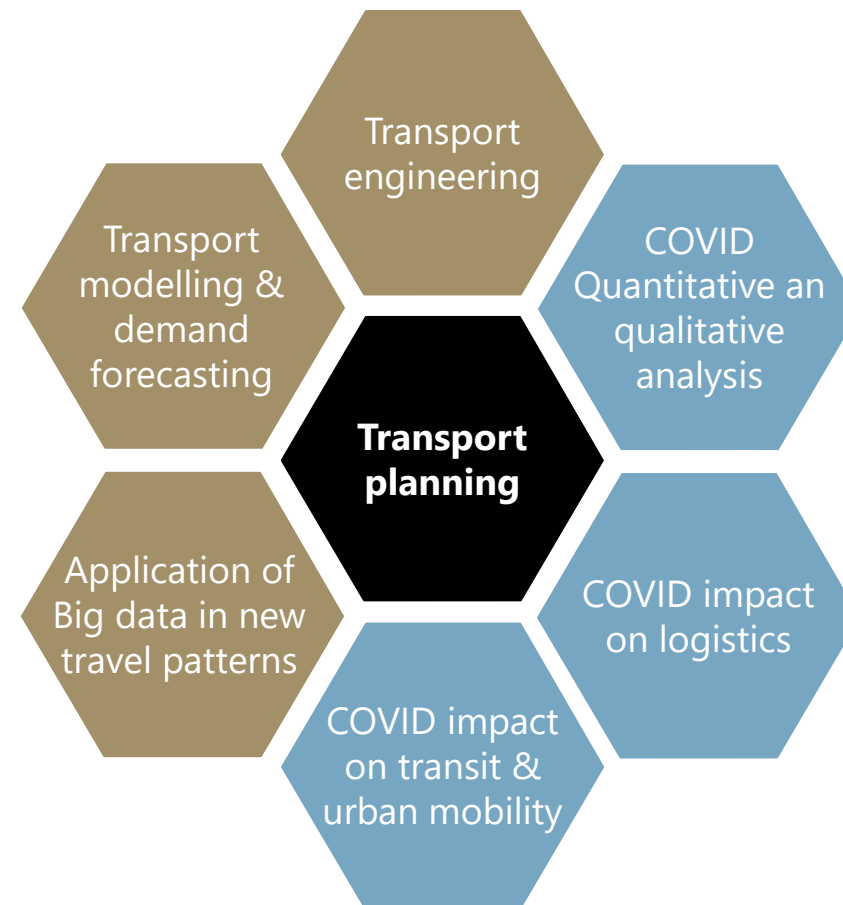 Transport
engineering
Transport
modelling &
demand
forecasting
COVID
Quantitative an
qualitative
analysis
Transport
planning
Application of
Big data in new
travel patterns
COVID impact
on logistics
COVID impact
on transit &
urban mobility